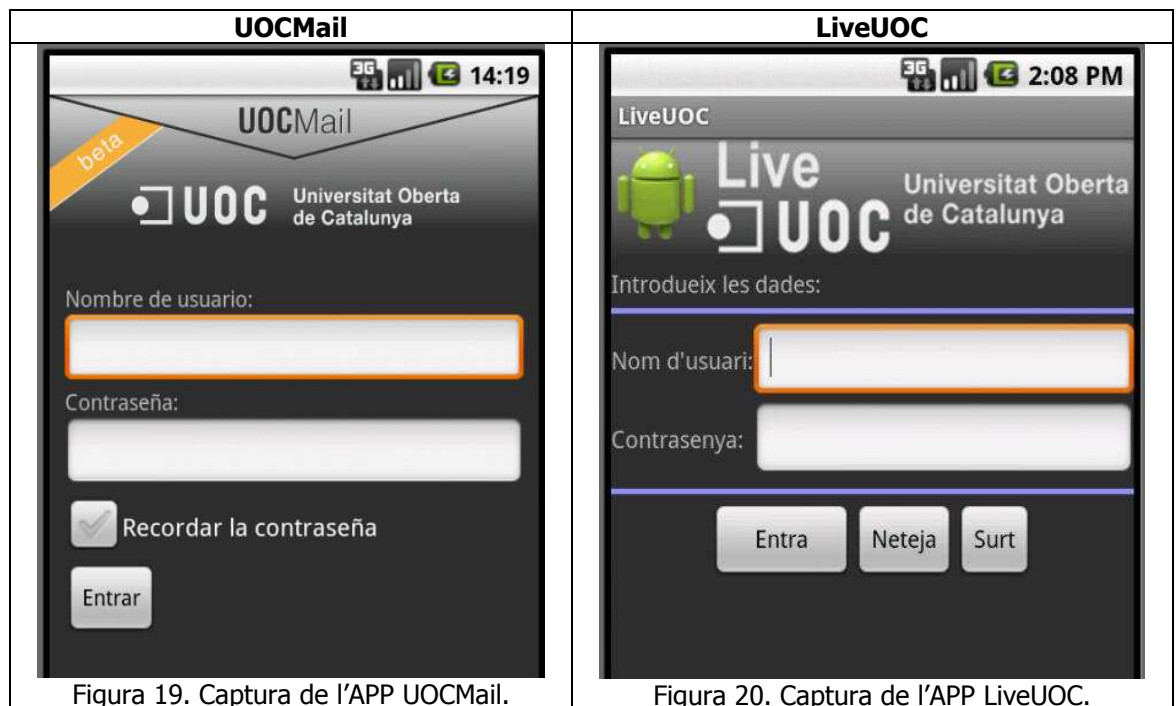 UOCMail
LiveUOC
3G 14:19
UOCMail
beta
UOC Universitat Oberta
de Catalunya
Nombre de usuario:
Contraseña:
Recordar la contraseña
Entrar
Figura 19. Captura de l'APP UOCMail.
3G 2:08 PM
LiveUOC
Live
UOC
Universitat Oberta
de Catalunya
Introdueix les dades:
Nom d'usuari:
Contrasenya:
Entra Neteja Surt
Figura 20. Captura de l'APP LiveUOC.